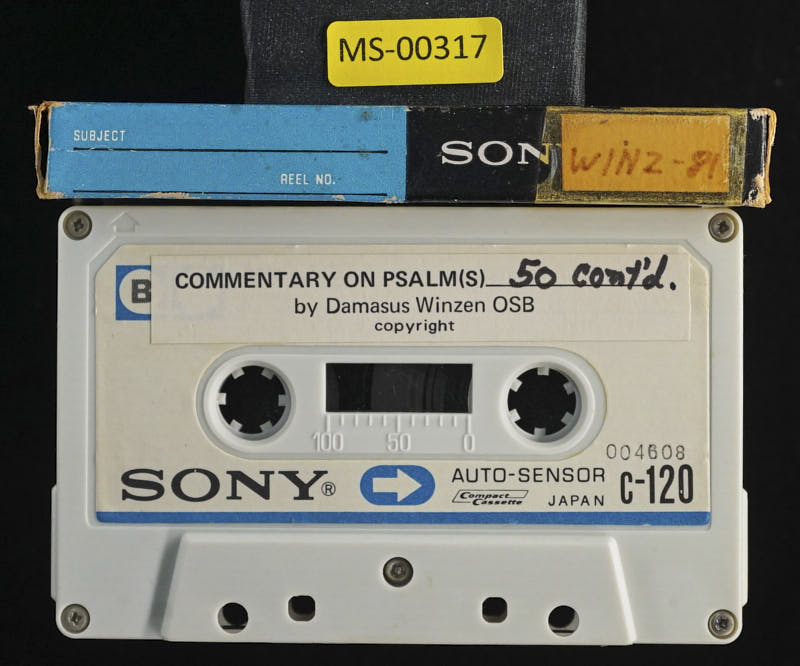 MS-00317
SUBJECT
REEL NO.
SON
WINZ-81
B
COMMENTARY ON PSALM(S) 50 cont'd.
by Damasus Winzen OSB
copyright
100 50 0
004608
SONY®
AUTO-SENSOR
Compact Cassette
JAPAN
C-120